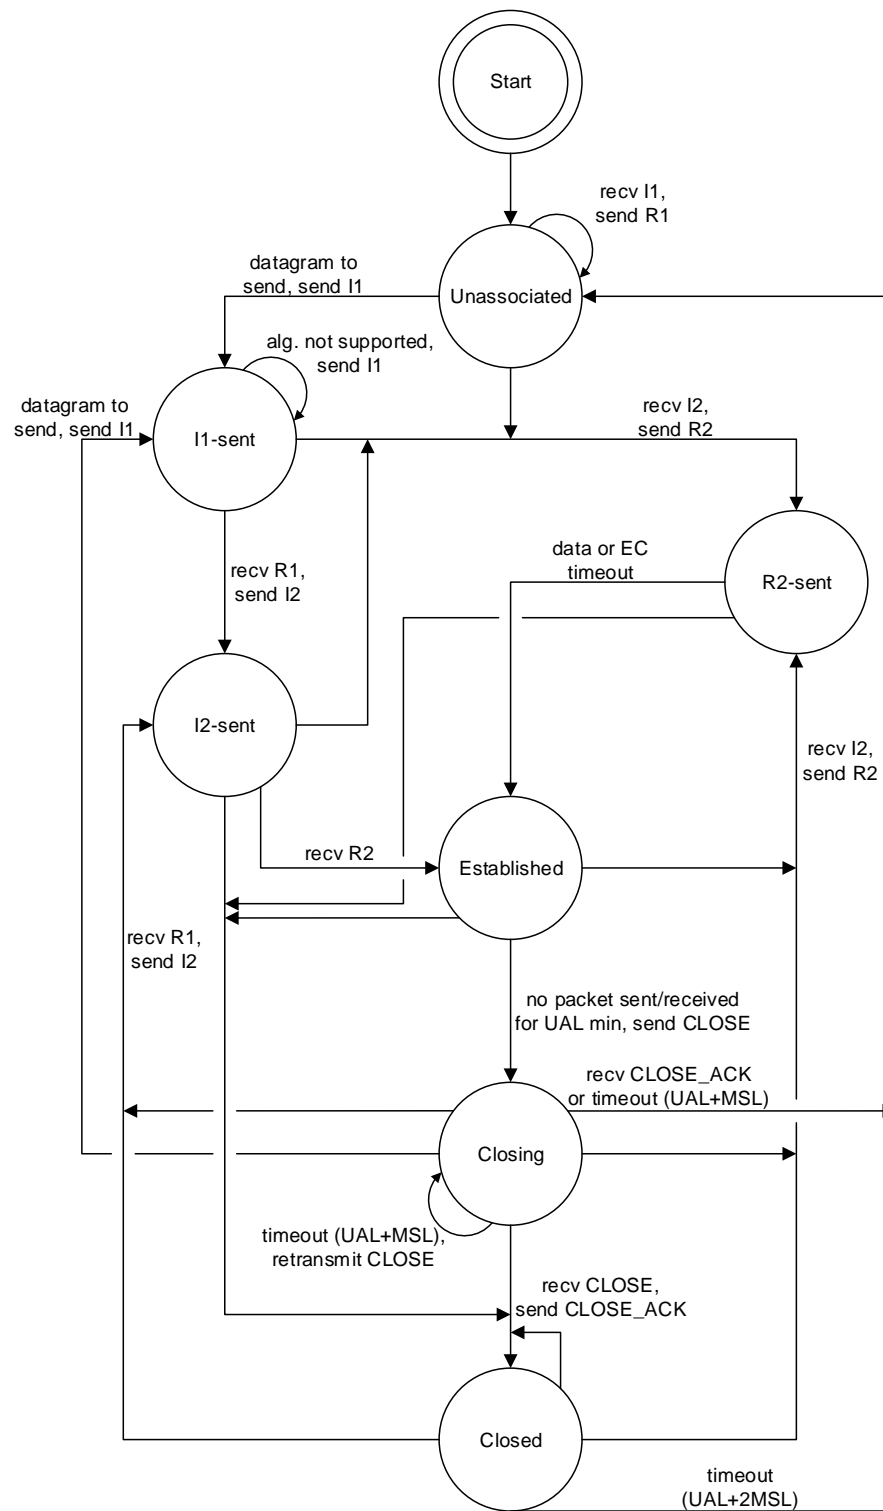 Start
recv I1,
send R1
datagram to
send, send I1
Unassociated
alg. not supported,
send I1
datagram to
send, send I1
I1-sent
recv I2,
send R2
recv R1,
send I2
data or EC
timeout
R2-sent
I2-sent
recv I2,
send R2
recv R2
Established
recv R1,
send I2
no packet sent/received
for UAL min, send CLOSE
recv CLOSE_ACK
or timeout (UAL+MSL)
Closing
timeout (UAL+MSL),
retransmit CLOSE
recv CLOSE,
send CLOSE_ACK
Closed
timeout
(UAL+2MSL)